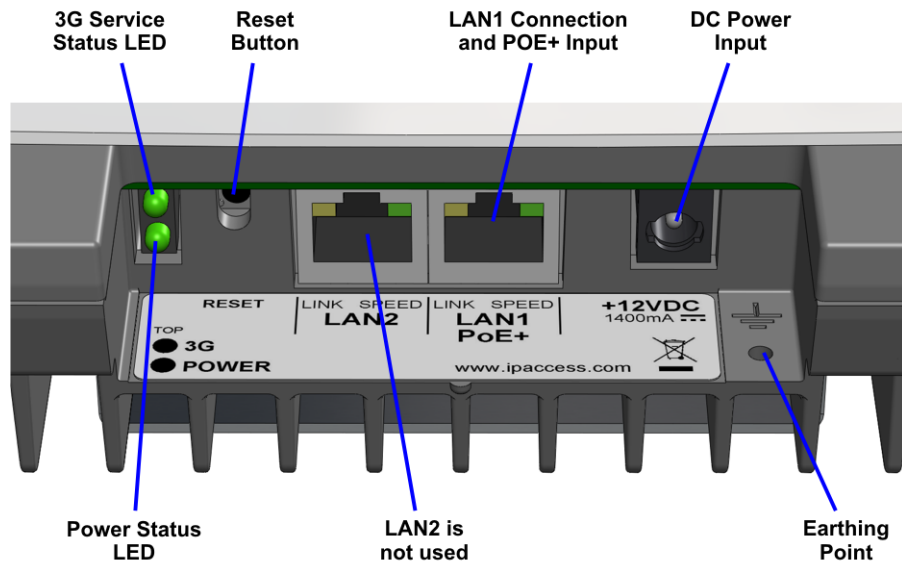 3G Service
Status LED
Reset
Button
LAN1 Connection
and POE+ Input
DC Power
Input
RESET
LINK SPEED
LAN2
LINK SPEED
LAN1
PoE+
+12VDC
1400mA
TOP
3G
POWER
www.ipaccess.com
Power Status
LED
LAN2 is
not used
Earthing
Point